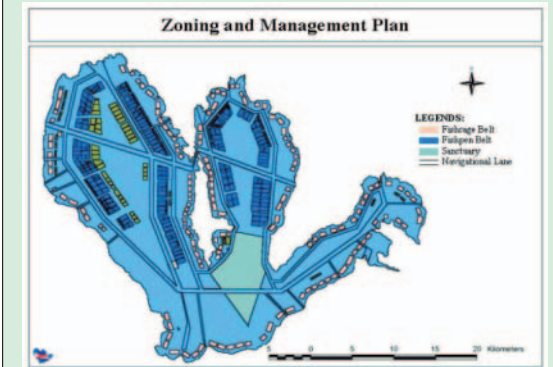 Zoning and Management Plan
LEGENDS:
Fishcage Belt
Fishpen Belt
Sanctuary
Navigational Lane
5 0 5 10 15 20 Kilometers